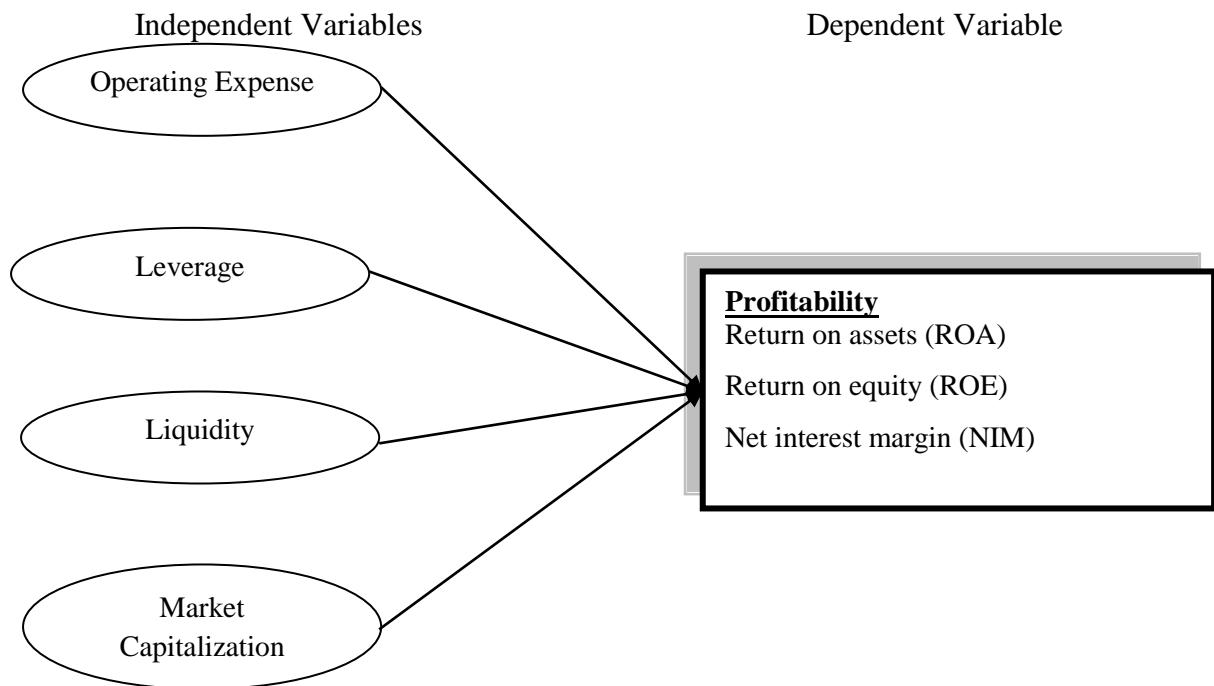 Independent Variables
Dependent Variable
Operating Expense
Leverage
Liquidity
Market
Capitalization
Profitability
Return on assets (ROA)
Return on equity (ROE)
Net interest margin (NIM)